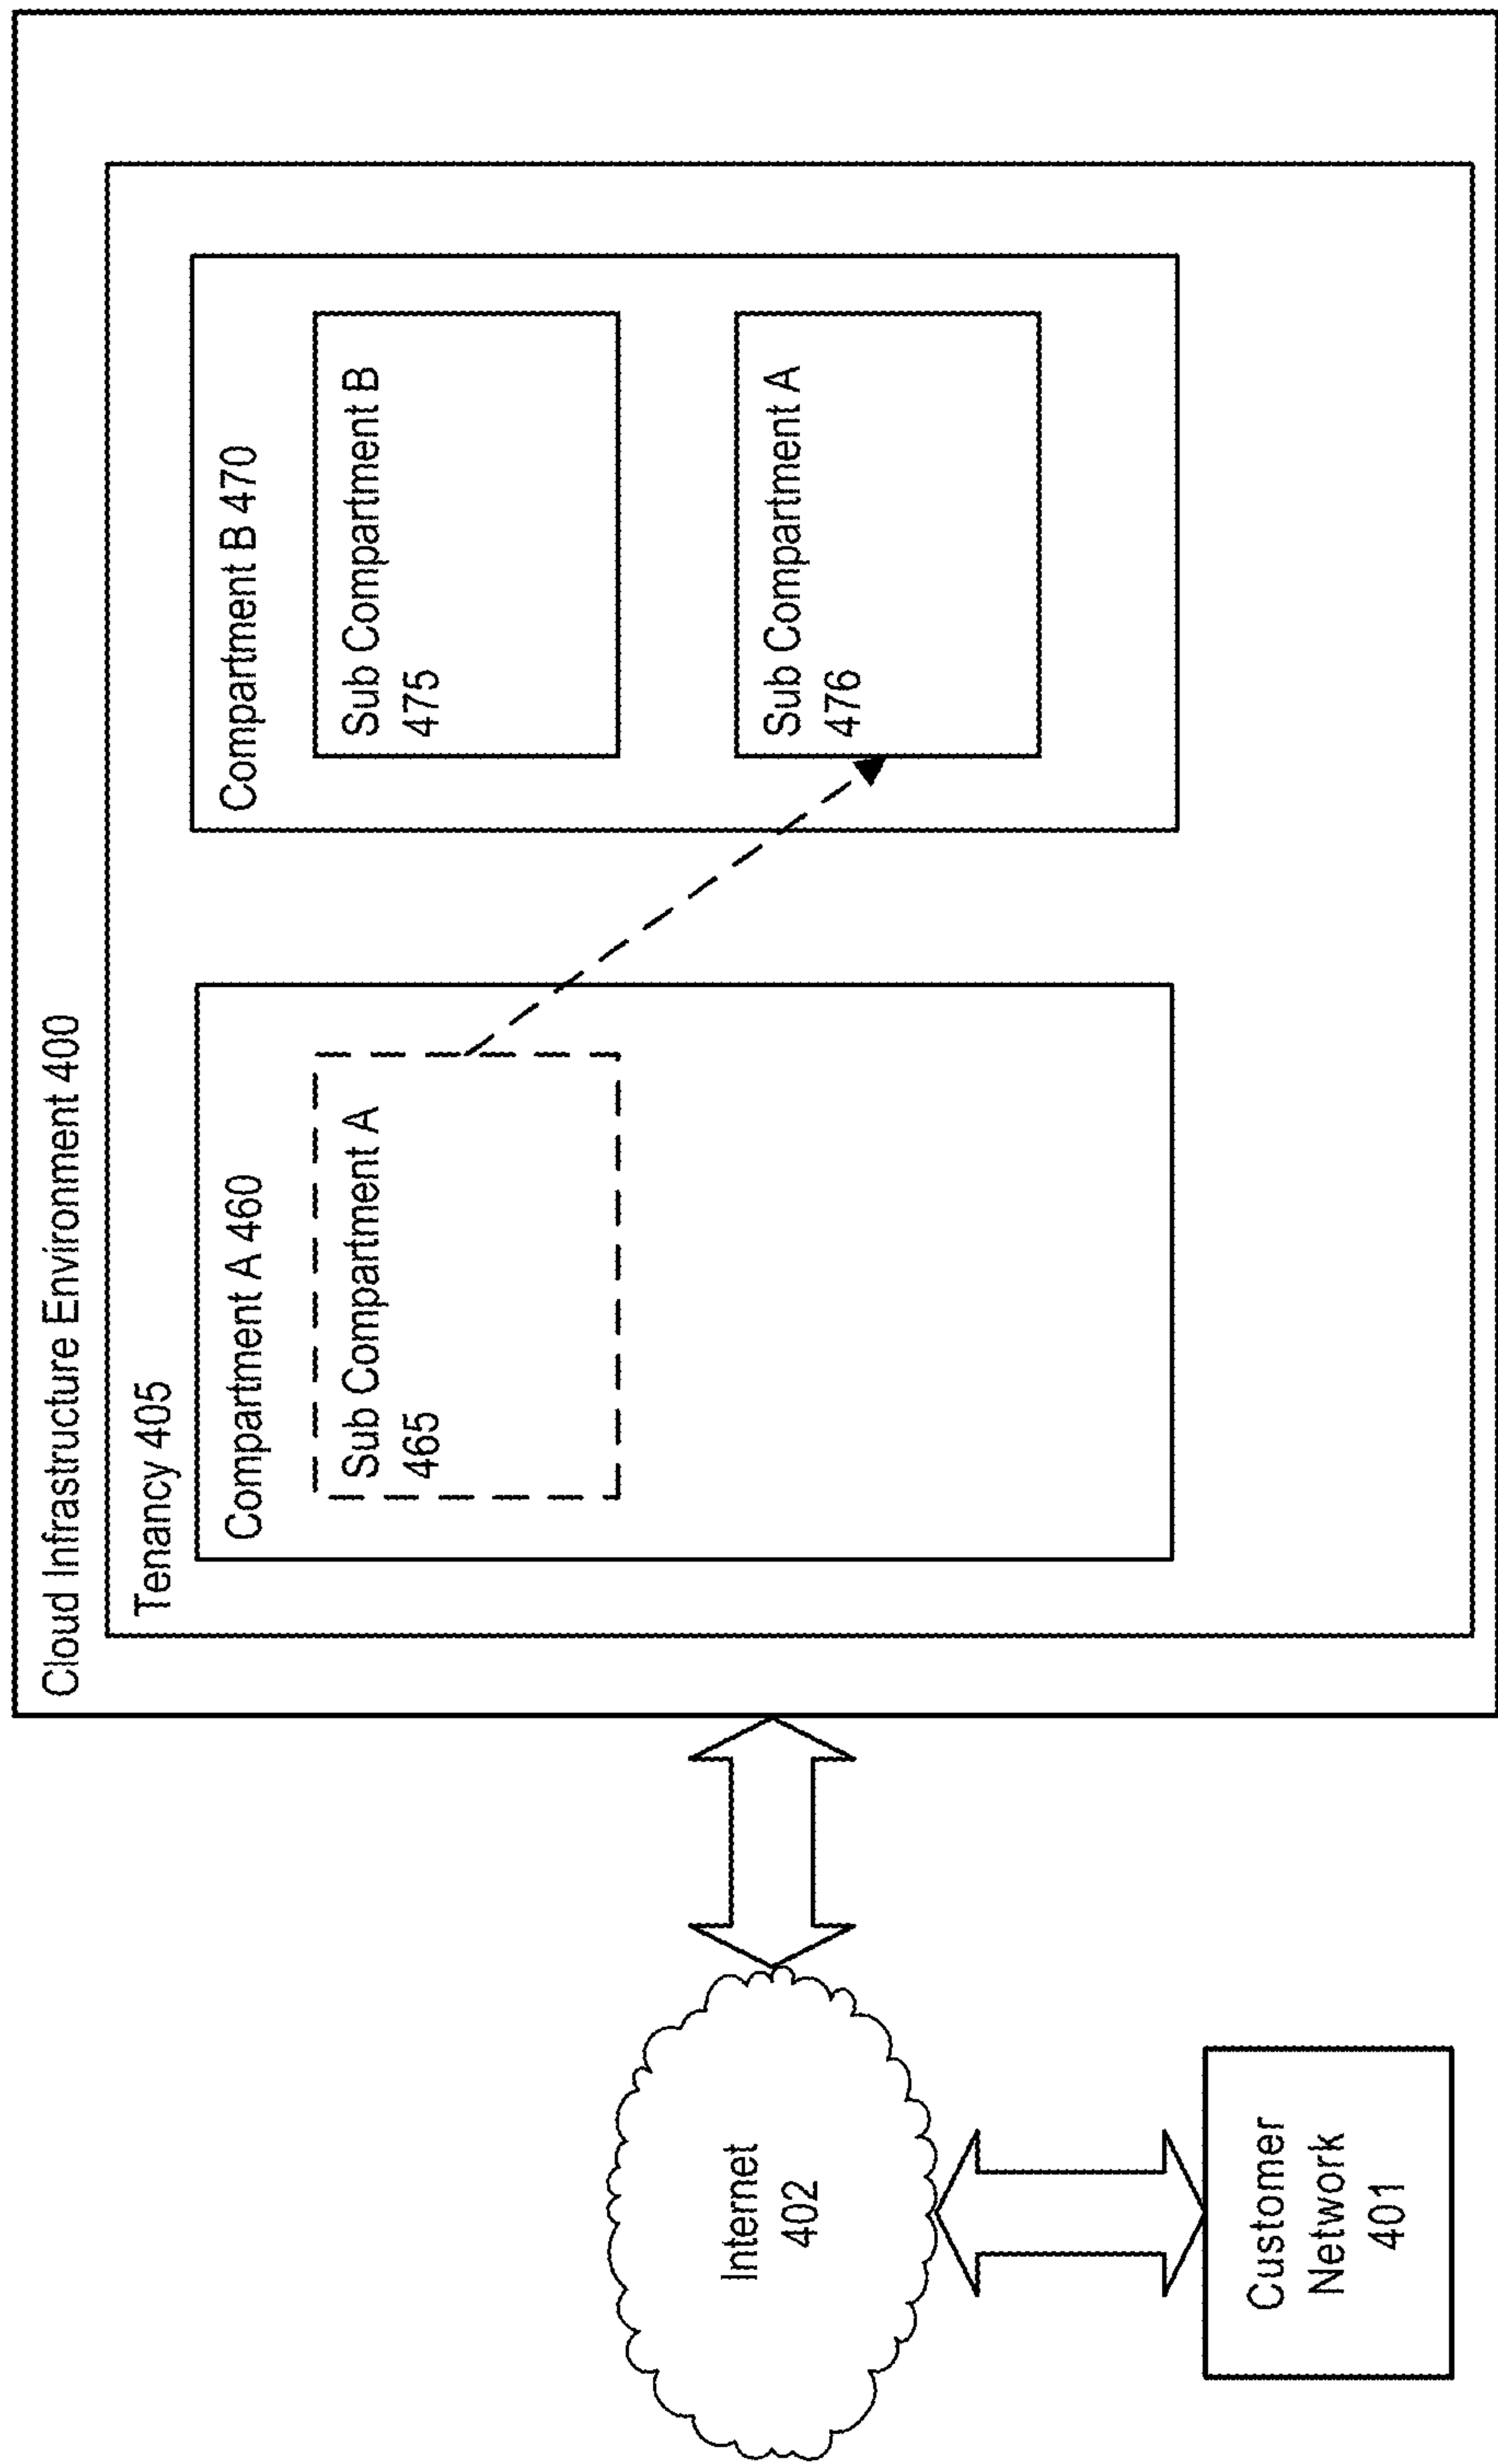 Cloud Infrastructure Environment 400
Tenancy 405
Compartment A 460
Sub Compartment A
465
Compartment B 470
Sub Compartment B
475
Sub Compartment A
476
Internet
402
Customer
Network
401